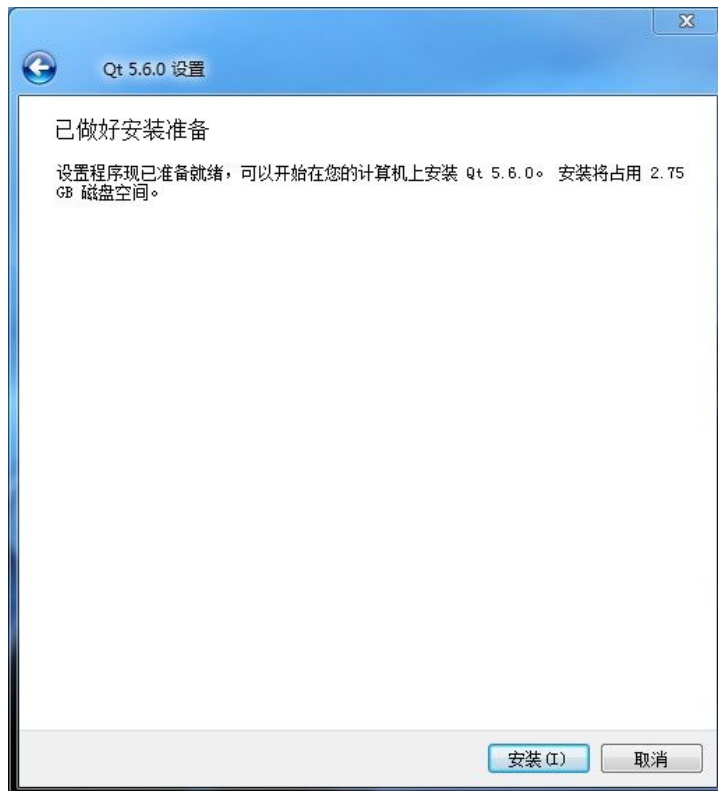 Qt 5.6.0 设置
已做好安装准备
设置程序现已准备就绪，可以开始在您的计算机上安装 Qt 5.6.0。 安装将占用 2.75
GB 磁盘空间。
安装(I)
取消